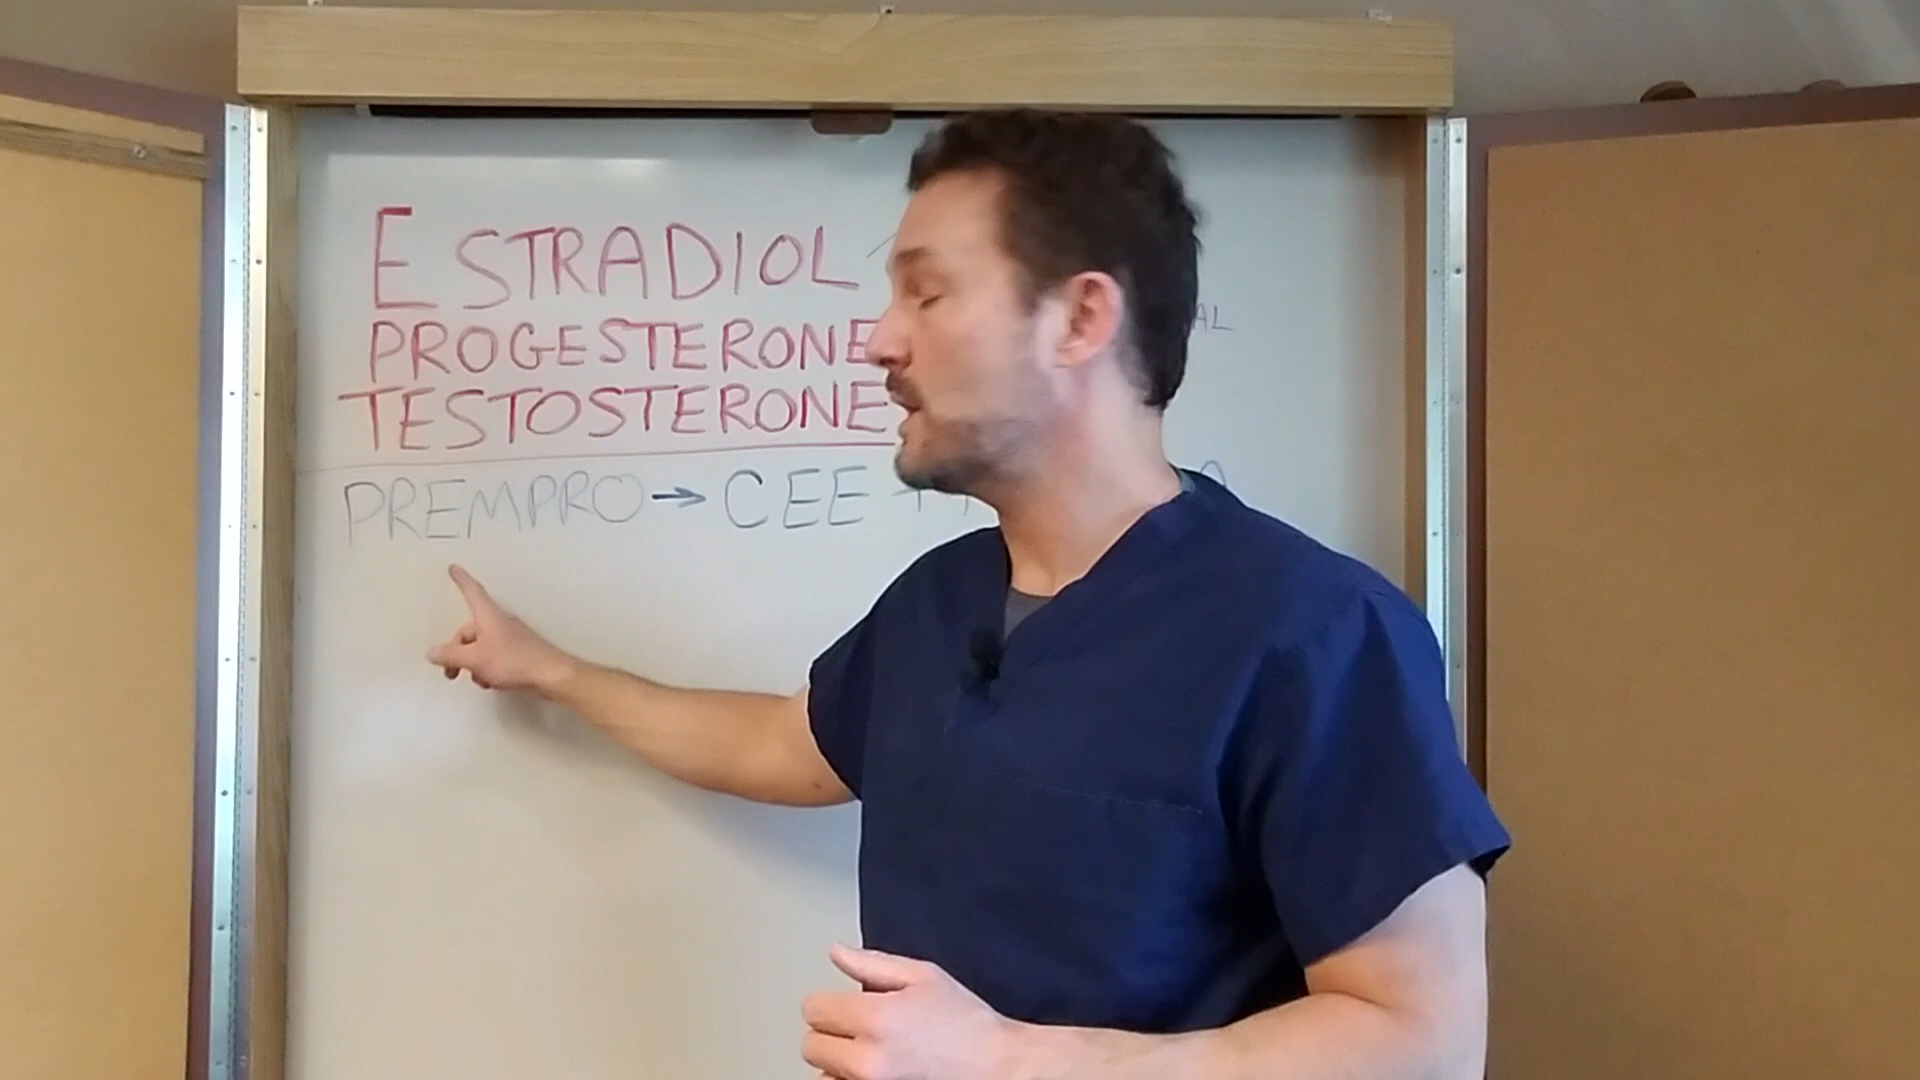 ESTRADIOL
PROGESTERONE
TESTOSTERONE
PREMPRO → CEE +